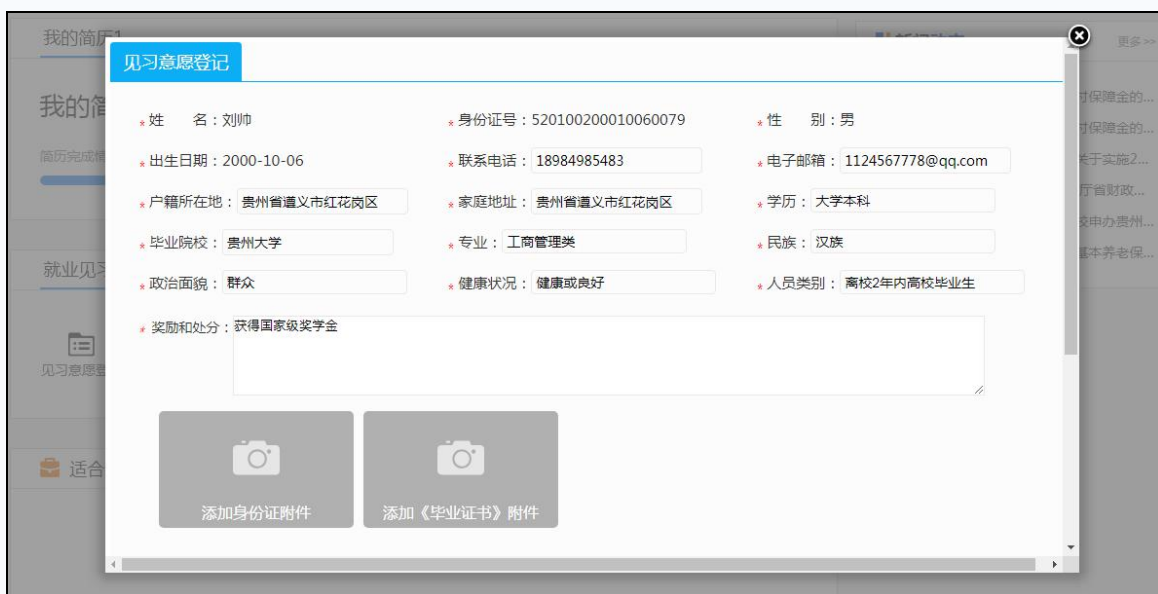 我的简历1
更多>>
见习意愿登记
我的简
付保障金的...
*姓 名：刘帅 *身份证号：520100200010060079 *性 别：男
付保障金的...
简历完成情
*出生日期：2000-10-06 *联系电话：18984985483 *电子邮箱：1124567778@qq.com
关于实施2...
*户籍所在地：贵州省遵义市红花岗区 *家庭地址：贵州省遵义市红花岗区 *学历：大学本科
厅省财政...
校申办贵州...
*毕业院校：贵州大学 *专业：工商管理类 *民族：汉族
基本养老保...
就业见习
*政治面貌：群众 *健康状况：健康或良好 *人员类别：离校2年内高校毕业生
*奖励和处分：获得国家级奖学金
见习意愿登
适合
添加身份证附件 添加《毕业证书》附件